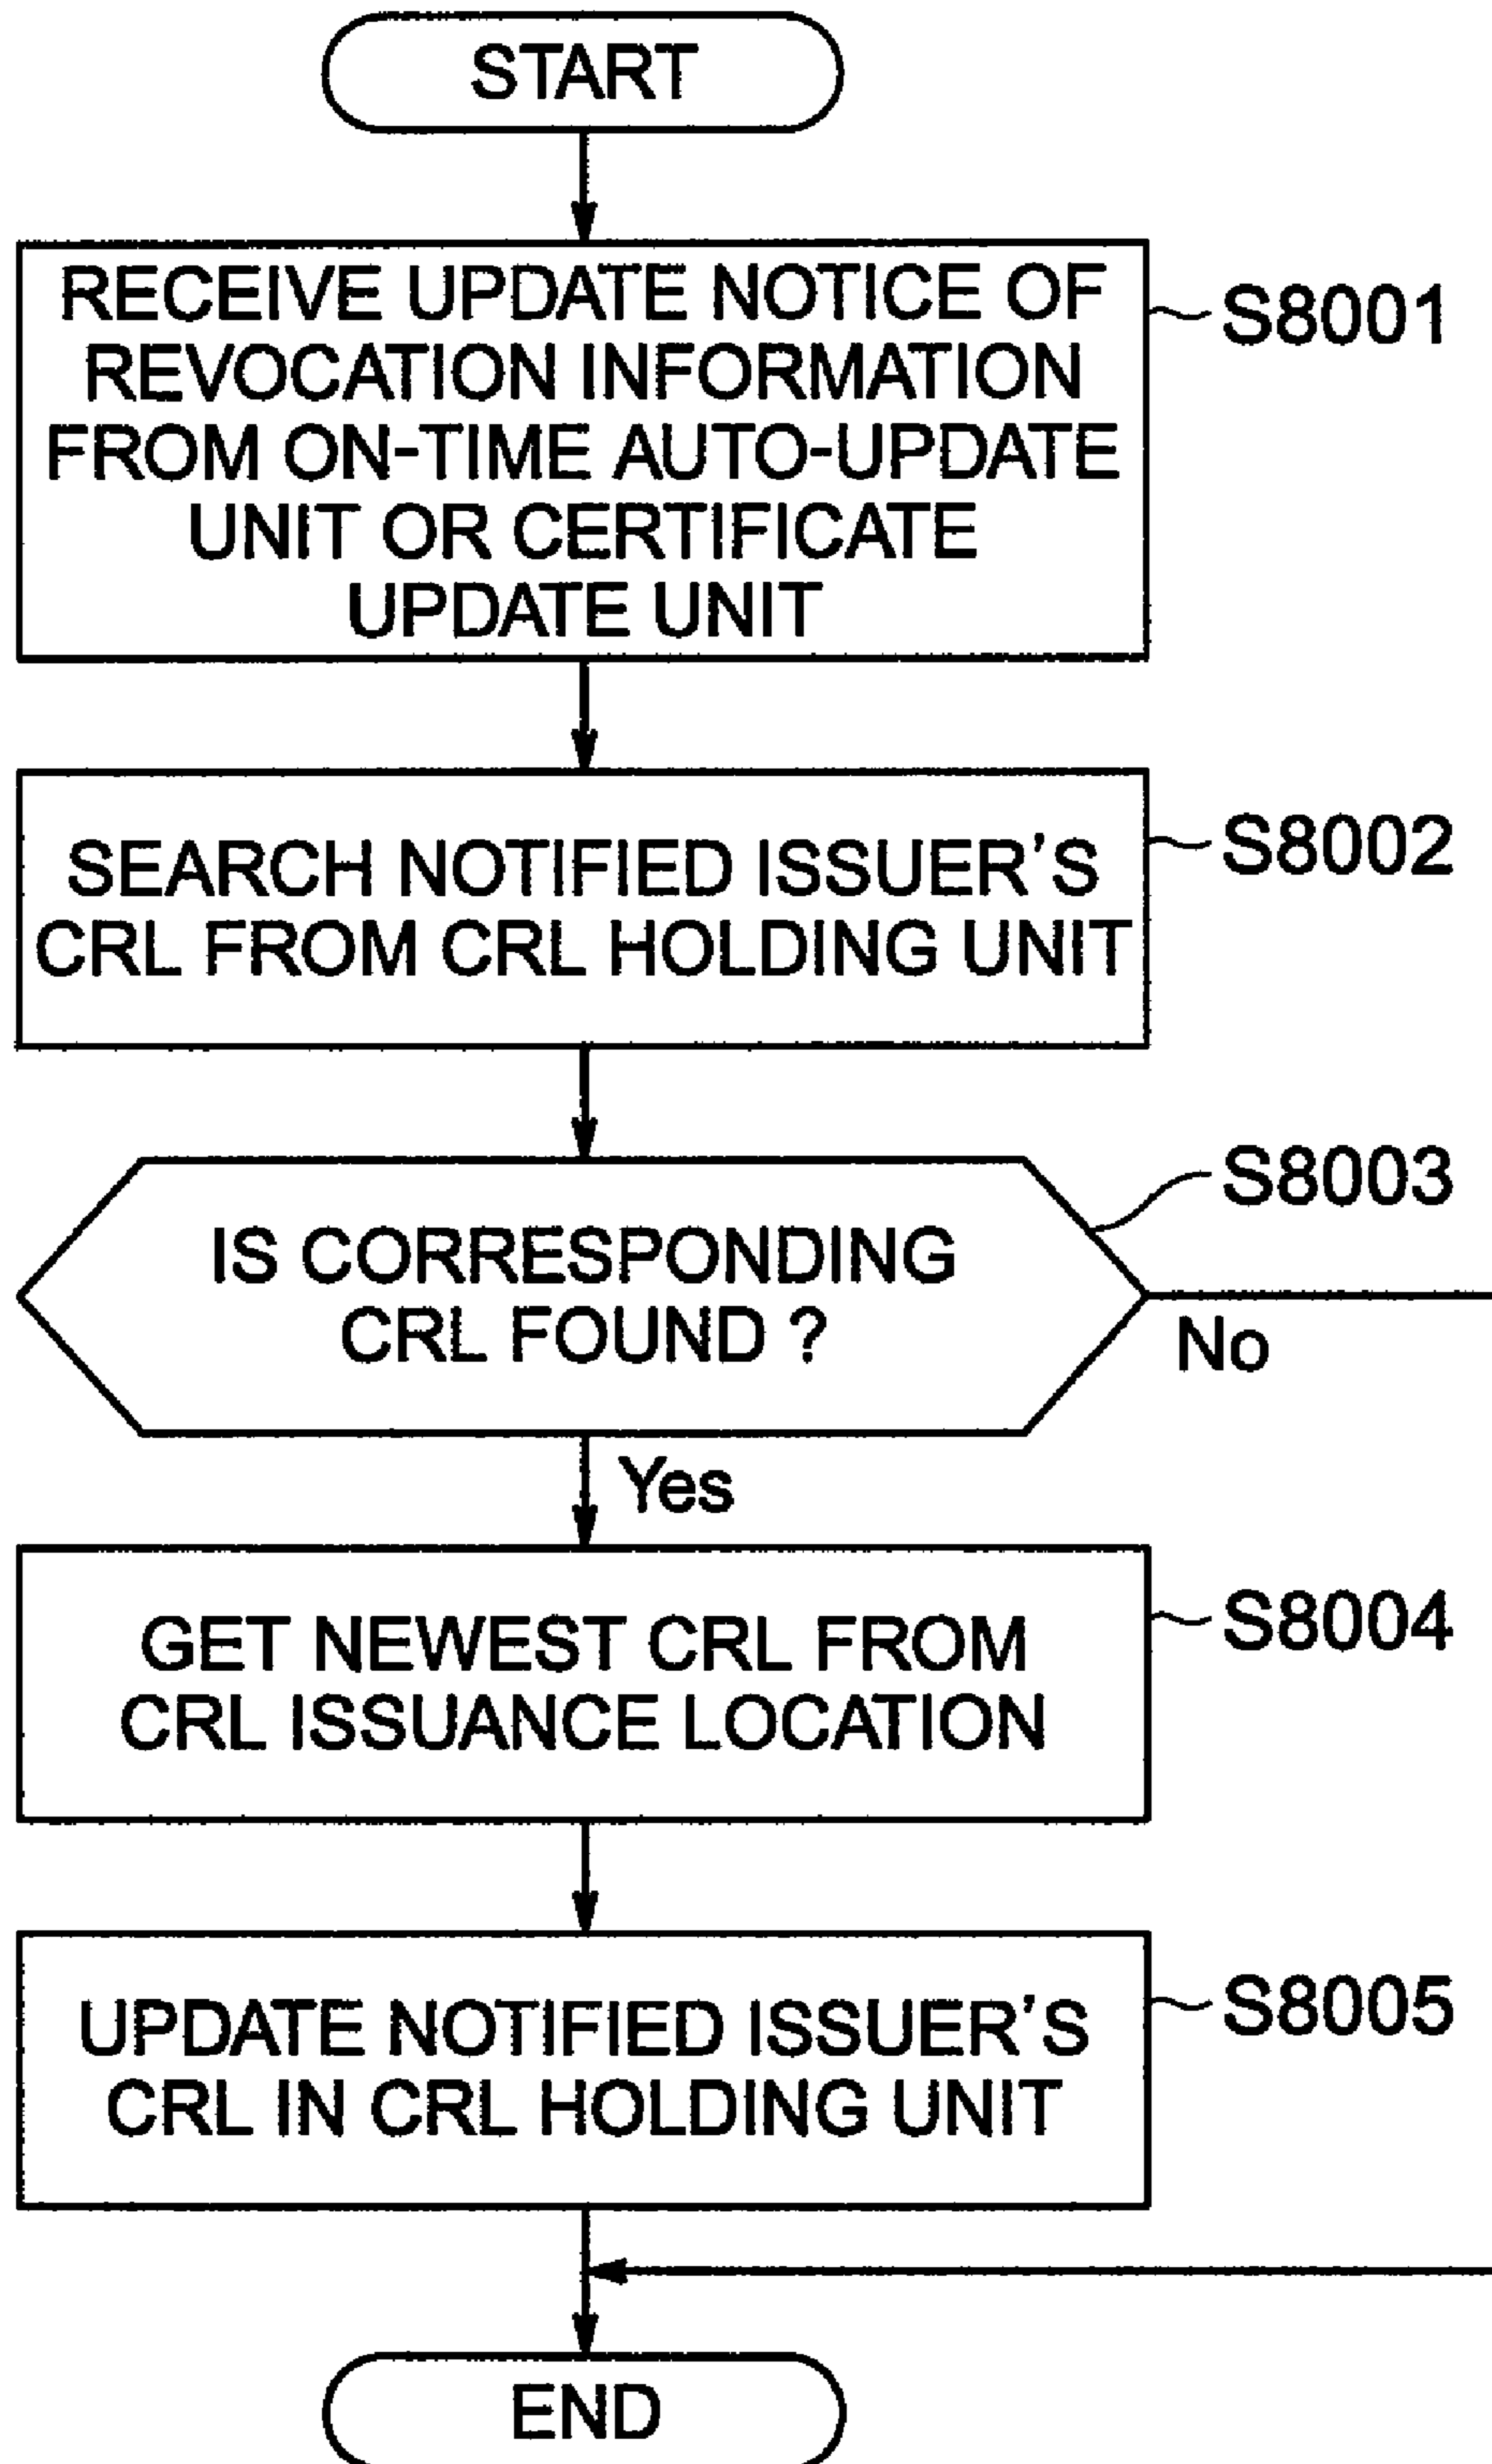 START
RECEIVE UPDATE NOTICE OF
REVOCATION INFORMATION
FROM ON-TIME AUTO-UPDATE
UNIT OR CERTIFICATE
UPDATE UNIT
S8001
SEARCH NOTIFIED ISSUER'S
CRL FROM CRL HOLDING UNIT
S8002
IS CORRESPONDING
CRL FOUND ?
S8003
No
Yes
GET NEWEST CRL FROM
CRL ISSUANCE LOCATION
S8004
UPDATE NOTIFIED ISSUER'S
CRL IN CRL HOLDING UNIT
S8005
END